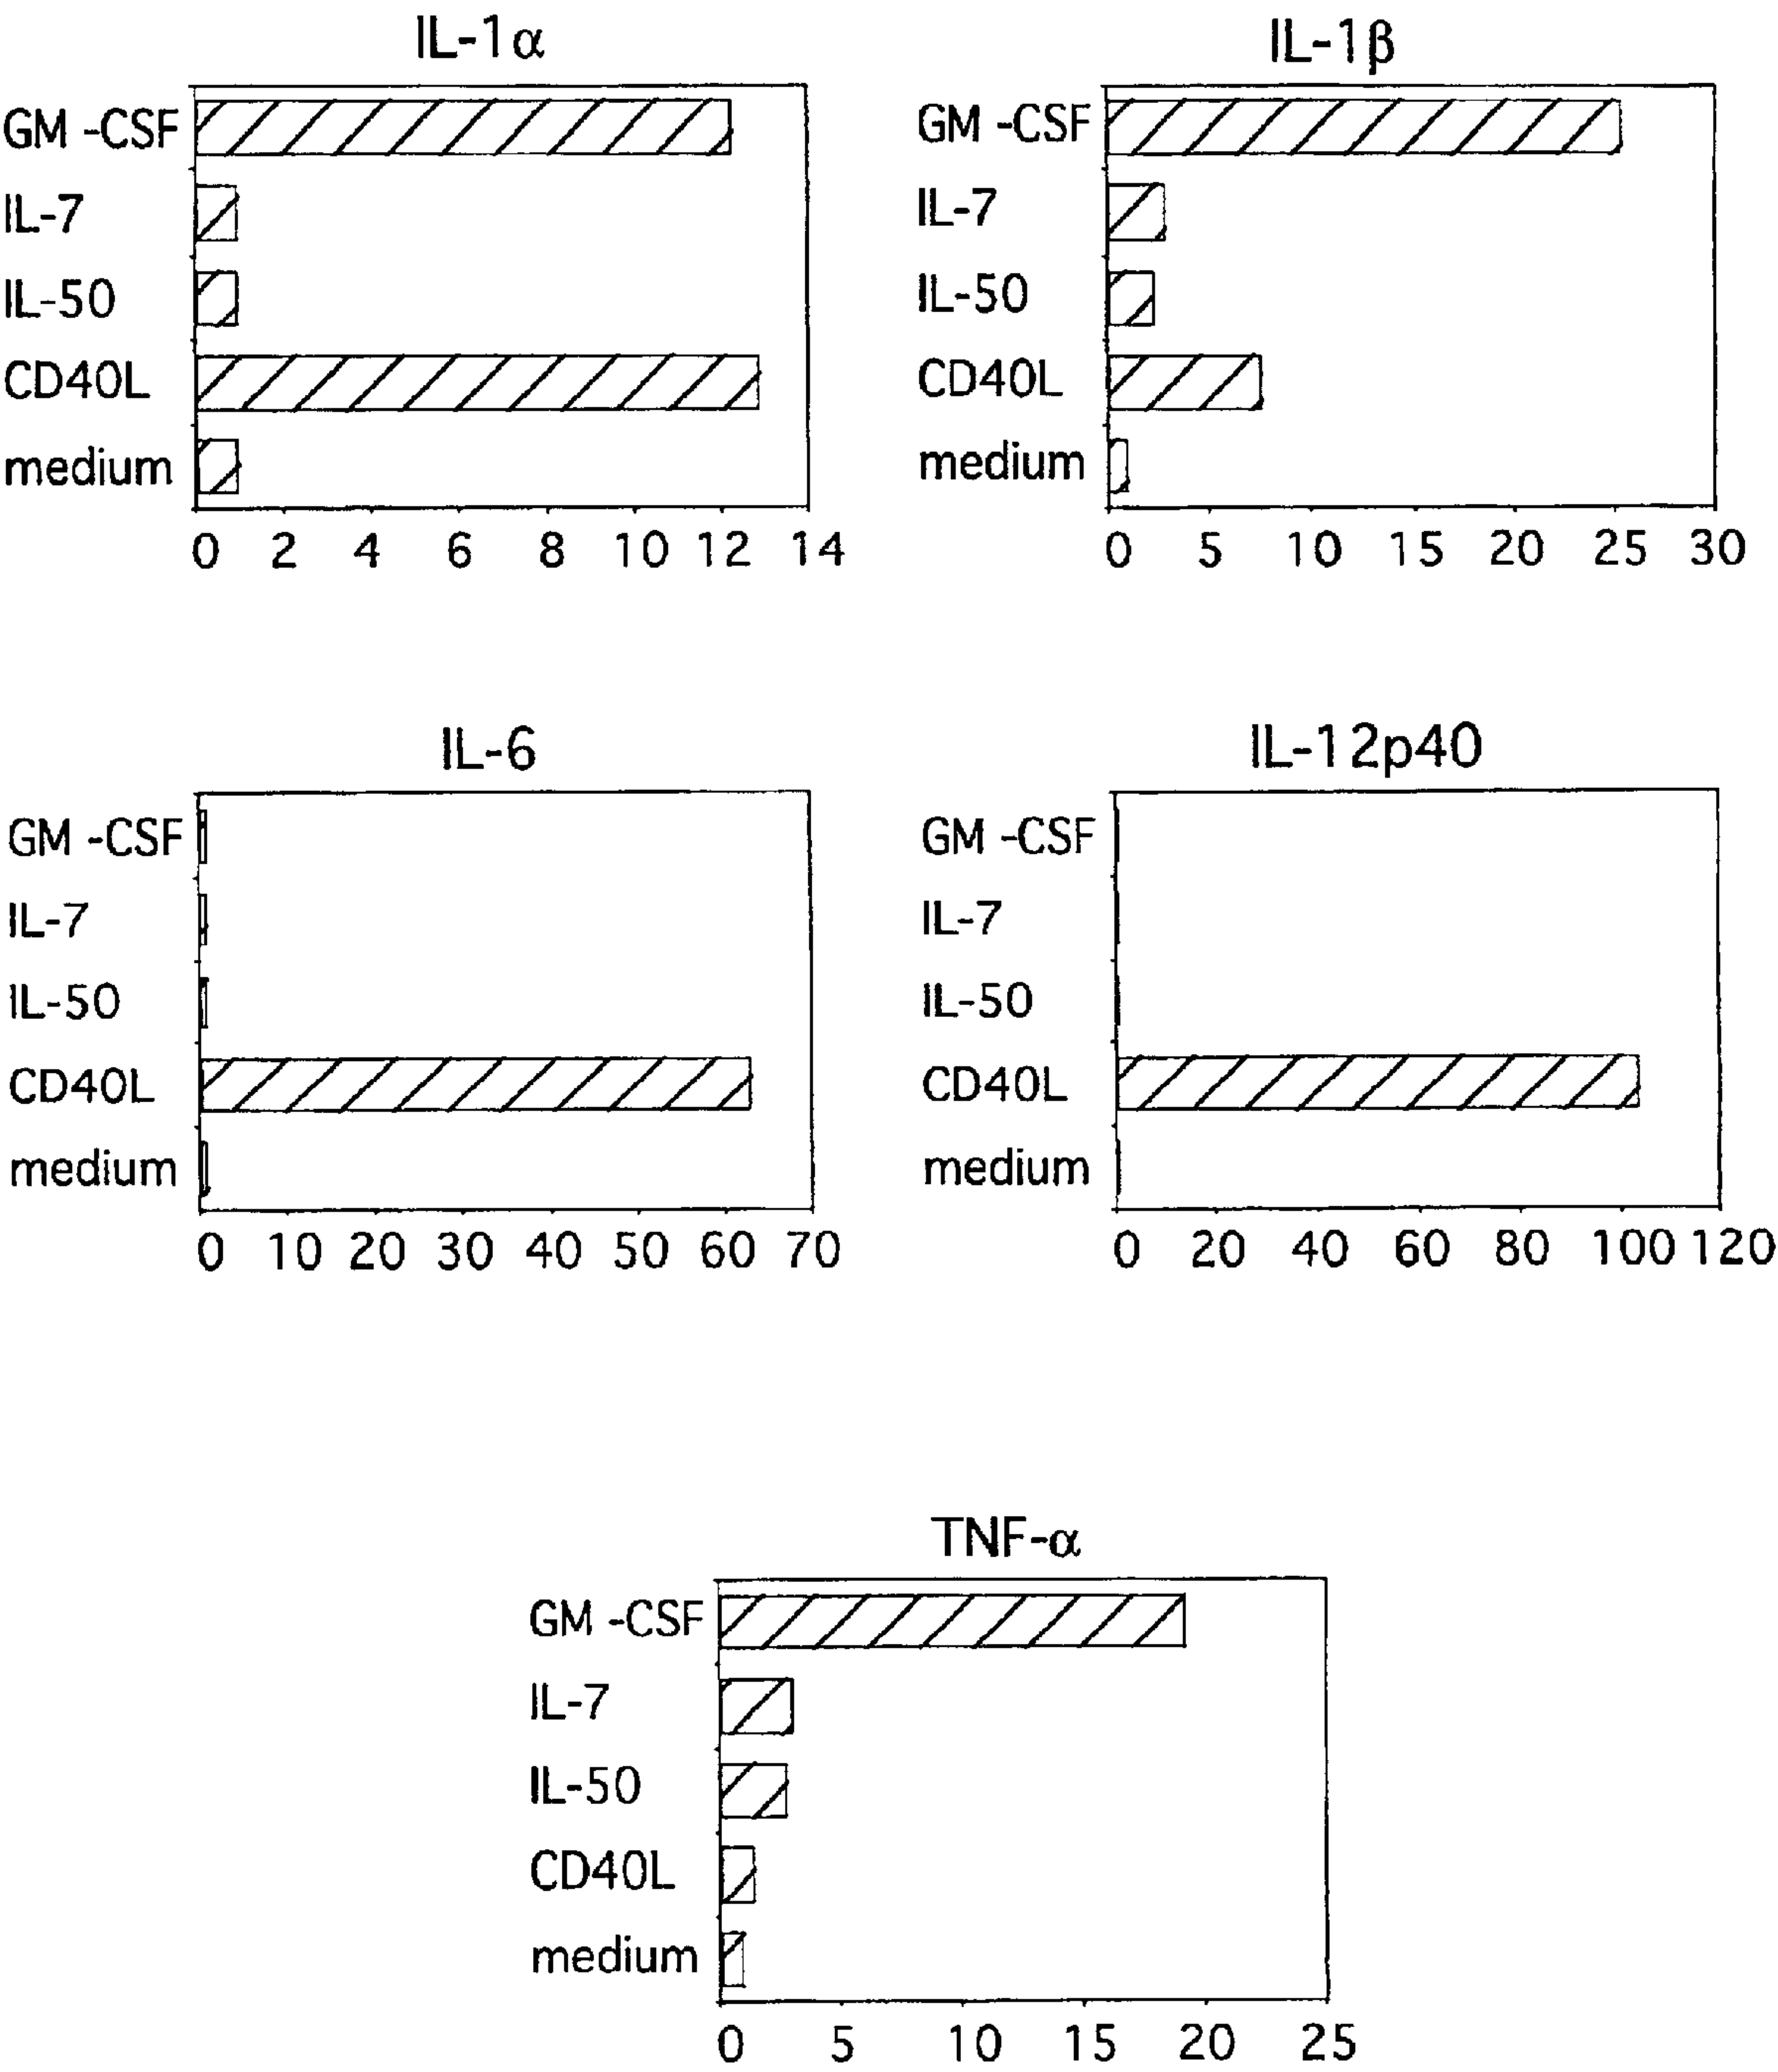 IL-1α
GM -CSF
IL-7
IL-50
CD40L
medium
0 2 4 6 8 10 12 14
IL-1β
GM -CSF
IL-7
IL-50
CD40L
medium
0 5 10 15 20 25 30
IL-6
GM -CSF
IL-7
IL-50
CD40L
medium
0 10 20 30 40 50 60 70
IL-12p40
GM -CSF
IL-7
IL-50
CD40L
medium
0 20 40 60 80 100 120
TNF-α
GM -CSF
IL-7
IL-50
CD40L
medium
0 5 10 15 20 25